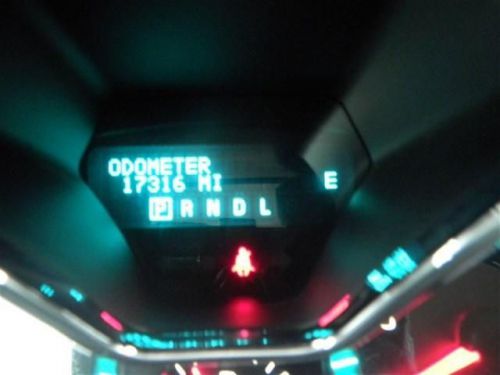 ODOMETER
17316 MI
E
P R N D L